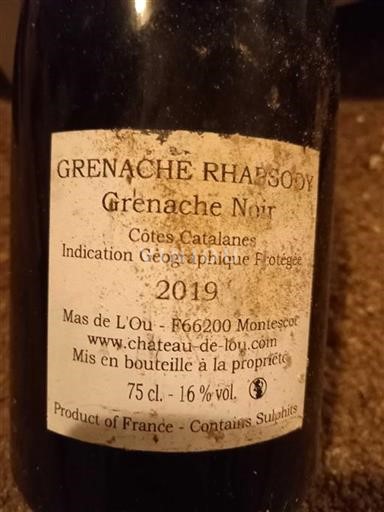 GRENACHE RHAPSODY
Grenache Noir
Côtes Catalanes
Indication Géographique Protégée
2019
Mas de L'Ou - F66200 Montescot
www.chateau-de-lou.com
Mis en bouteille à la propriété
75 cl. - 16 % vol.
Product of France - Contains Sulphits